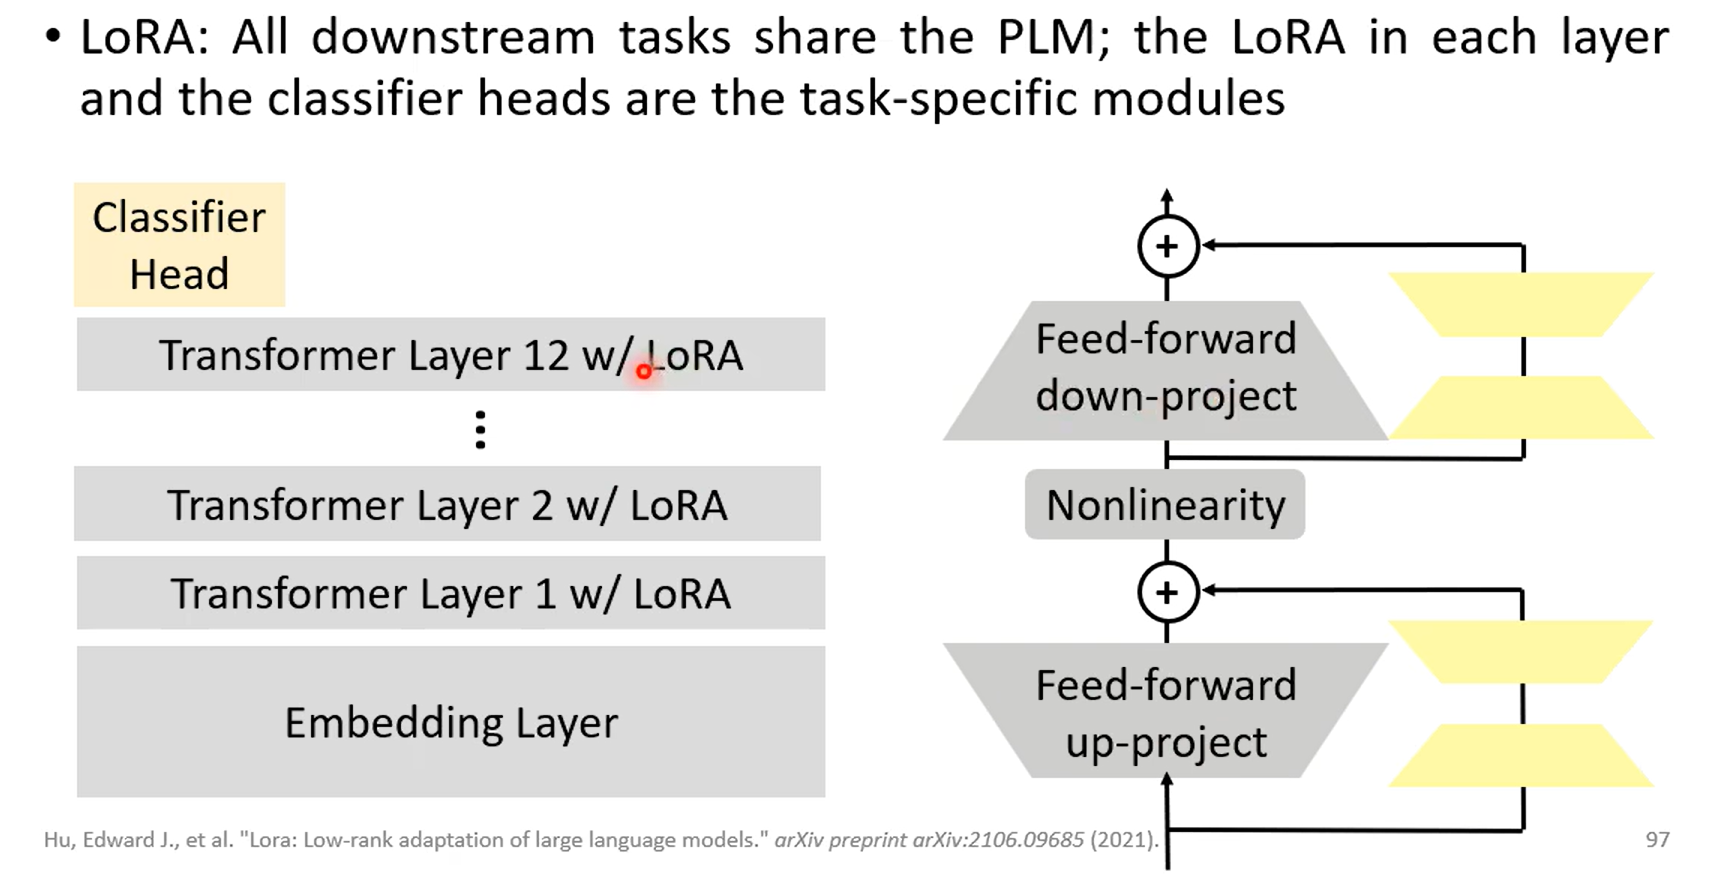 • LoRA: All downstream tasks share the PLM; the LoRA in each layer
and the classifier heads are the task-specific modules
Classifier
Head
Transformer Layer 12 w/ LoRA
Transformer Layer 2 w/ LoRA
Transformer Layer 1 w/ LoRA
Embedding Layer
+
Feed-forward
down-project
Nonlinearity
+
Feed-forward
up-project
Hu, Edward J., et al. "Lora: Low-rank adaptation of large language models." arXiv preprint arXiv:2106.09685 (2021).
97